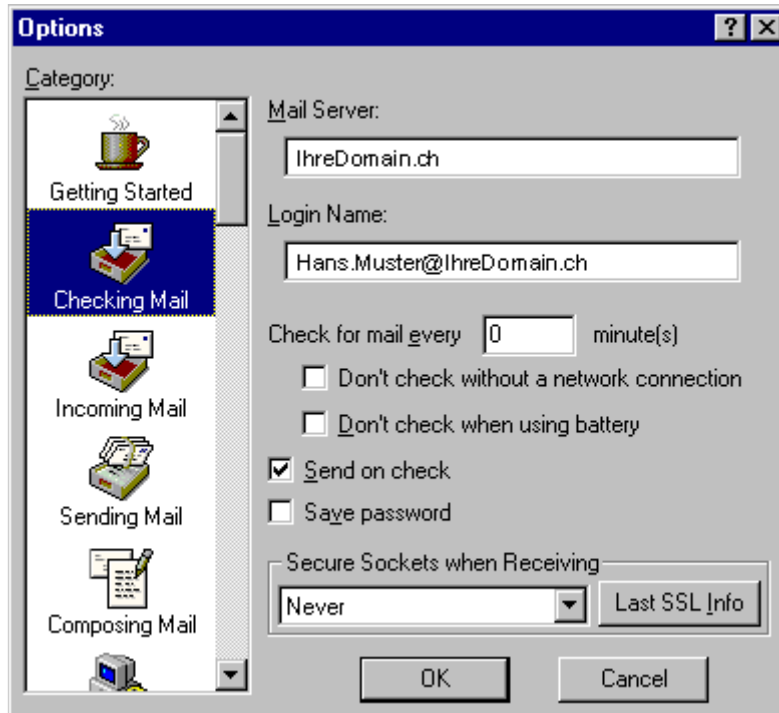 Options
Category:
Getting Started
Checking Mail
Incoming Mail
Sending Mail
Composing Mail
Mail Server:
IhreDomain.ch
Login Name:
Hans.Muster@IhreDomain.ch
Check for mail every 0 minute(s)
Don't check without a network connection
Don't check when using battery
Send on check
Save password
Secure Sockets when Receiving
Never
Last SSL Info
OK
Cancel